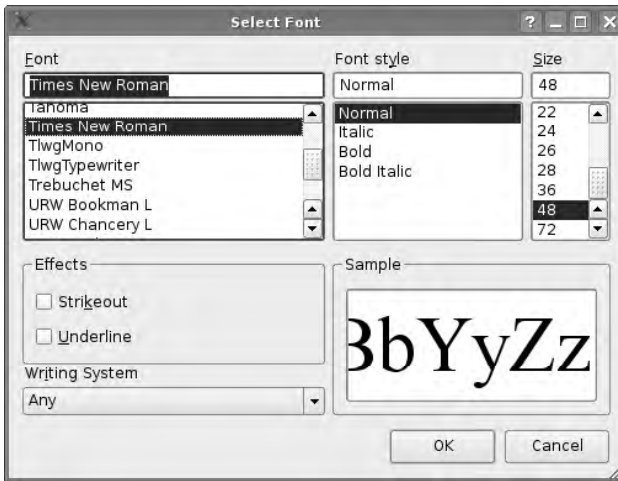 Select Font
Font
Font style
Size
Times New Roman
Normal
48
Tahoma
Times New Roman
TlwgMono
TlwgTypewriter
Trebuchet MS
URW Bookman L
URW Chancery L
Normal
Italic
Bold
Bold Italic
22
24
26
28
36
48
72
Effects
Strikeout
Underline
Writing System
Any
Sample
BbYyZz
OK
Cancel